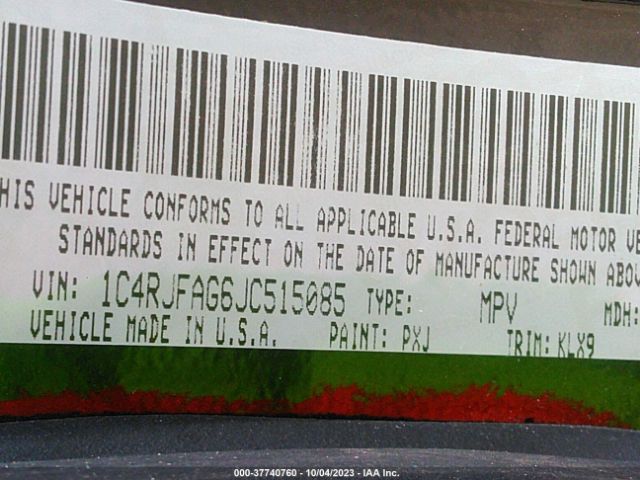 HIS VEHICLE CONFORMS TO ALL APPLICABLE U.S.A. FEDERAL MOTOR VE
STANDARDS IN EFFECT ON THE DATE OF MANUFACTURE SHOWN ABOV
VIN: 1C4RJFAG6JC515085 TYPE: MPV MDH:
VEHICLE MADE IN U.S.A. PAINT: PXJ TRIM: KLX9
000-37740760 - 10/04/2023 - IAA Inc.